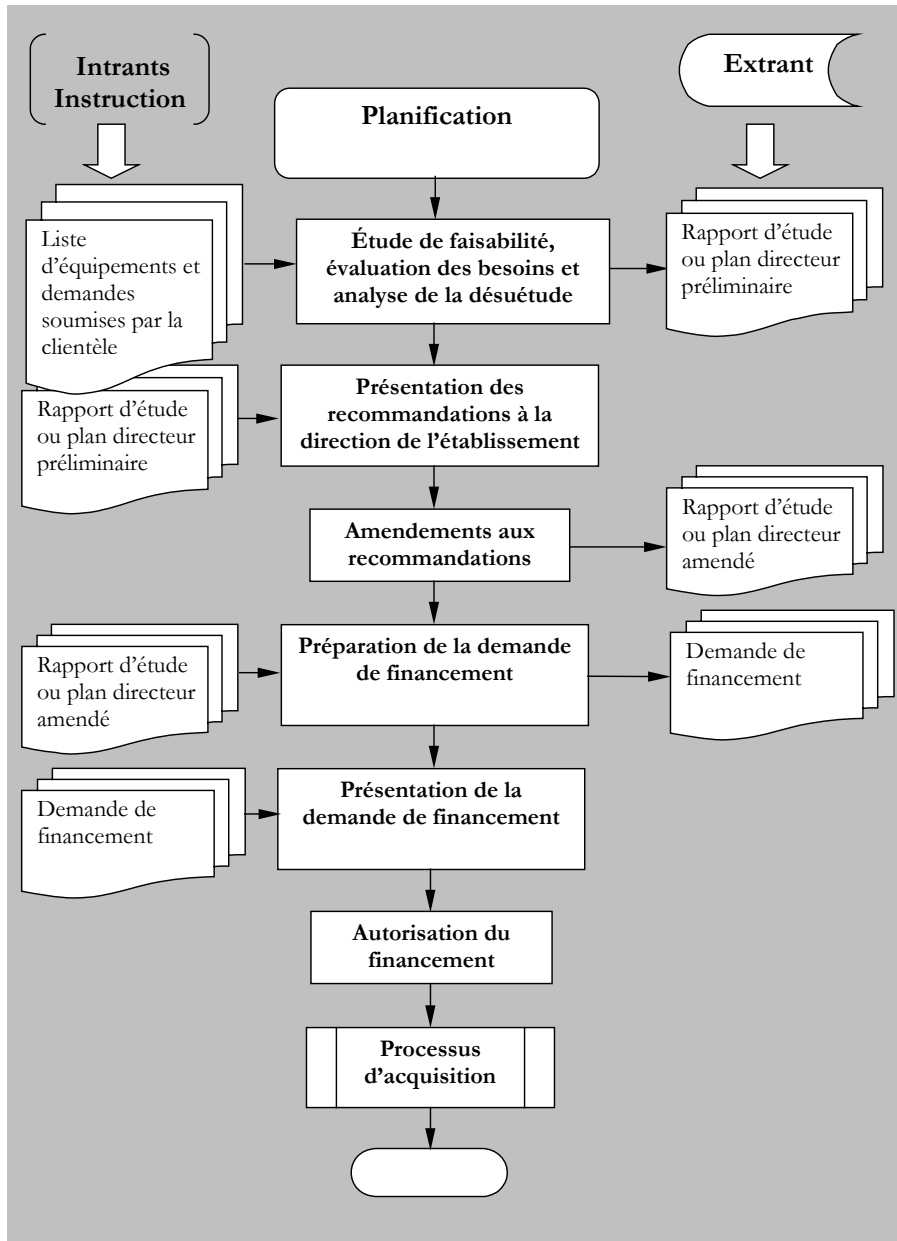 Intrants
Instruction
Planification
Extrant
Liste
d'équipements et
demandes
soumises par la
clientèle
Étude de faisabilité,
évaluation des besoins et
analyse de la désuétude
Rapport d'étude
ou plan directeur
préliminaire
Rapport d'étude
ou plan directeur
préliminaire
Présentation des
recommandations à la
direction de l'établissement
Amendements aux
recommandations
Rapport d'étude
ou plan directeur
amendé
Rapport d'étude
ou plan directeur
amendé
Préparation de la demande
de financement
Demande de
financement
Demande de
financement
Présentation de la
demande de financement
Autorisation du
financement
Processus
d'acquisition